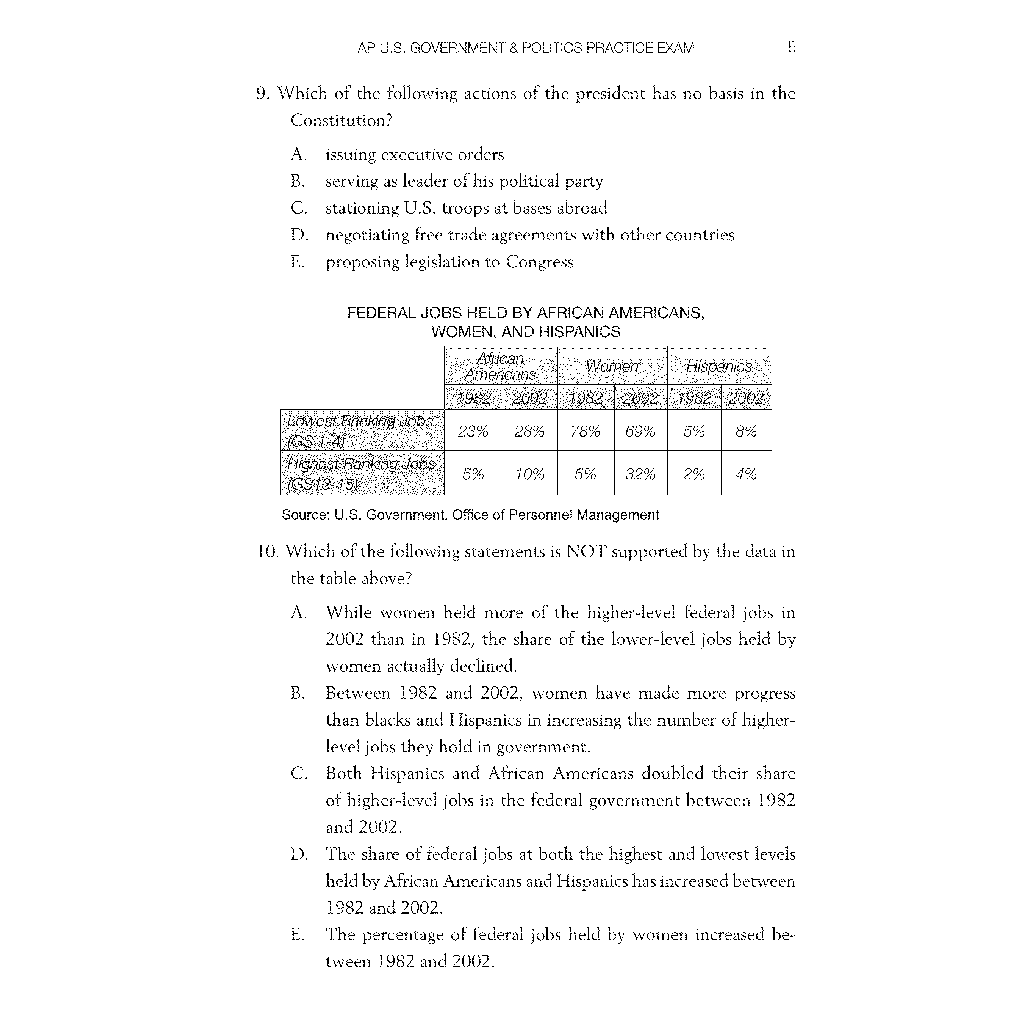 AP U.S. GOVERNMENT & POLITICS PRACTICE EXAM 5
9. Which of the following actions of the president has no basis in the
Constitution?
A. issuing executive orders
B. serving as leader of his political party
C. stationing U.S. troops at bases abroad
D. negotiating free trade agreements with other countries
E. proposing legislation to Congress
FEDERAL JOBS HELD BY AFRICAN AMERICANS,
WOMEN, AND HISPANICS
African Americans Women Hispanics
1982 2002 1982 2002 1982 2002
Lowest Ranking Jobs (GS 1-4) 23% 28% 78% 69% 5% 8%
Highest Ranking Jobs (GS13-15) 5% 10% 5% 32% 2% 4%
Source: U.S. Government, Office of Personnel Management
10. Which of the following statements is NOT supported by the data in
the table above?
A. While women held more of the higher-level federal jobs in
2002 than in 1982, the share of the lower-level jobs held by
women actually declined.
B. Between 1982 and 2002, women have made more progress
than blacks and Hispanics in increasing the number of higher-
level jobs they hold in government.
C. Both Hispanics and African Americans doubled their share
of higher-level jobs in the federal government between 1982
and 2002.
D. The share of federal jobs at both the highest and lowest levels
held by African Americans and Hispanics has increased between
1982 and 2002.
E. The percentage of federal jobs held by women increased be-
tween 1982 and 2002.